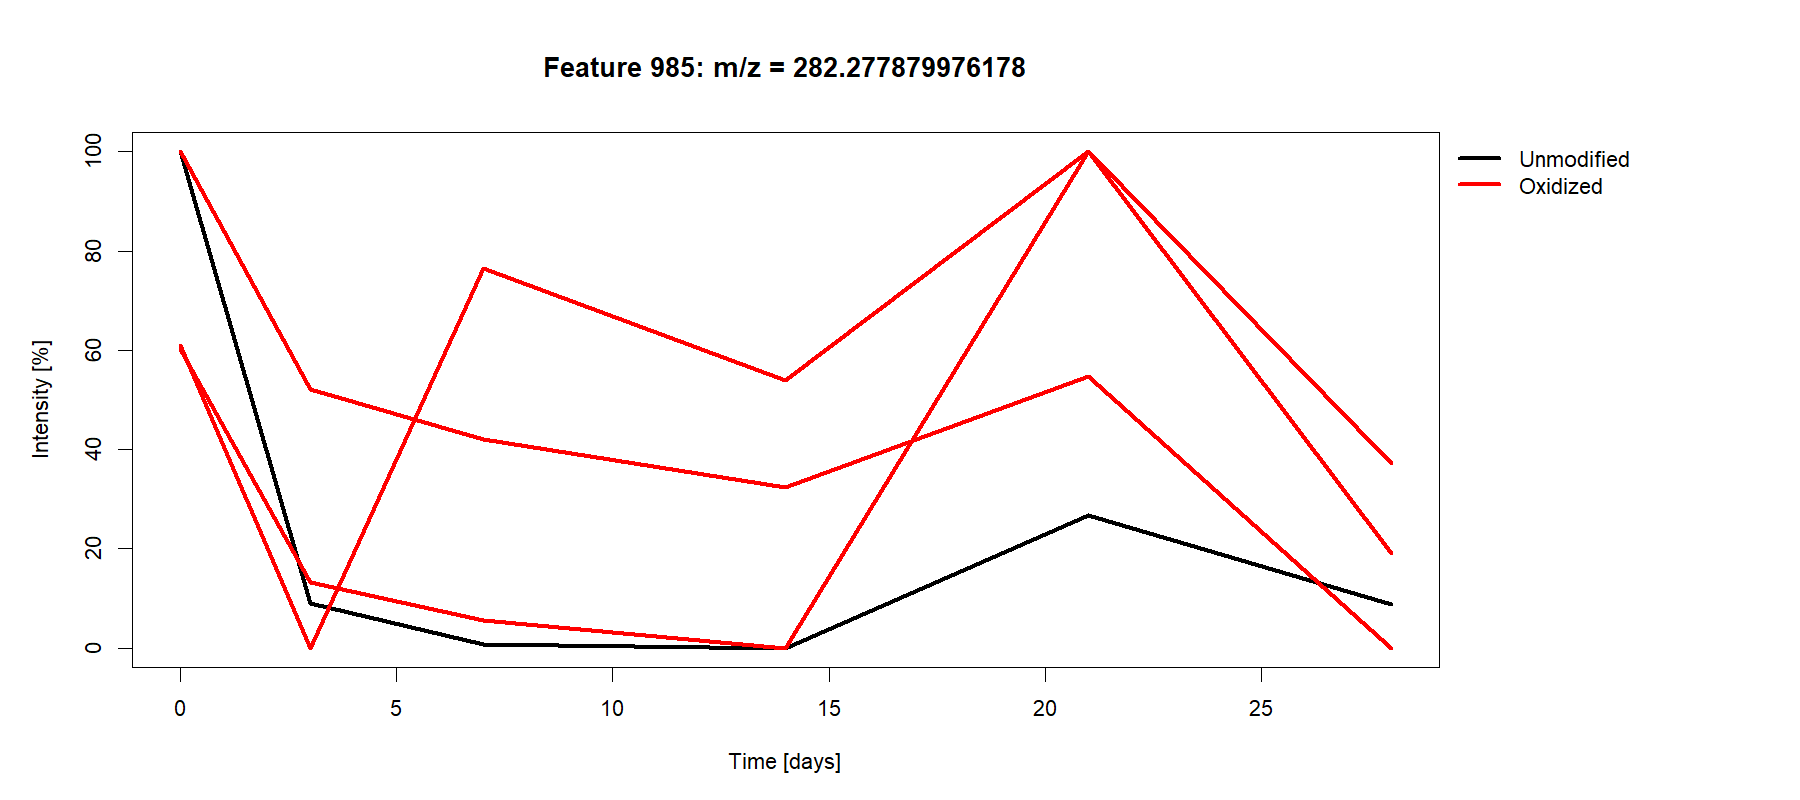 Feature 985: m/z = 282.277879976178
100
80
60
40
20
0
Intensity [%]
0 5 10 15 20 25
Time [days]
Unmodified
Oxidized